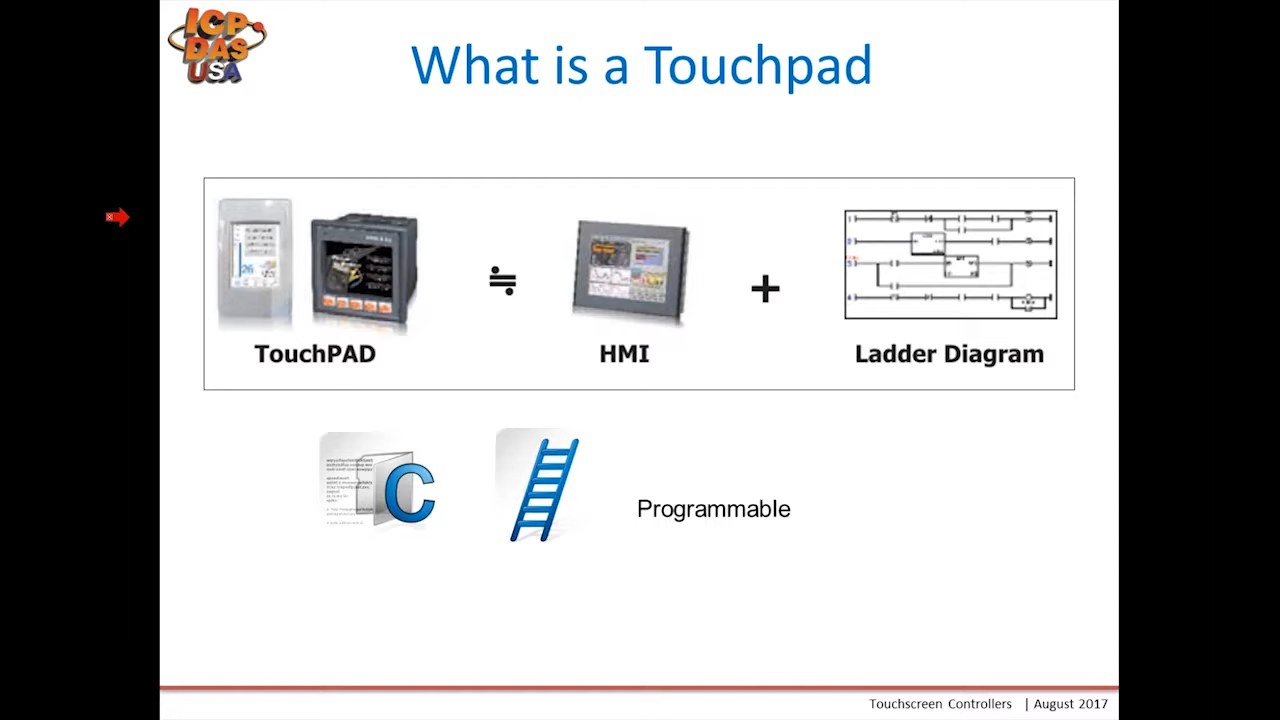 ICP
DAS
USA
What is a Touchpad
≒
+
TouchPAD
HMI
Ladder Diagram
C
Programmable
Touchscreen Controllers | August 2017